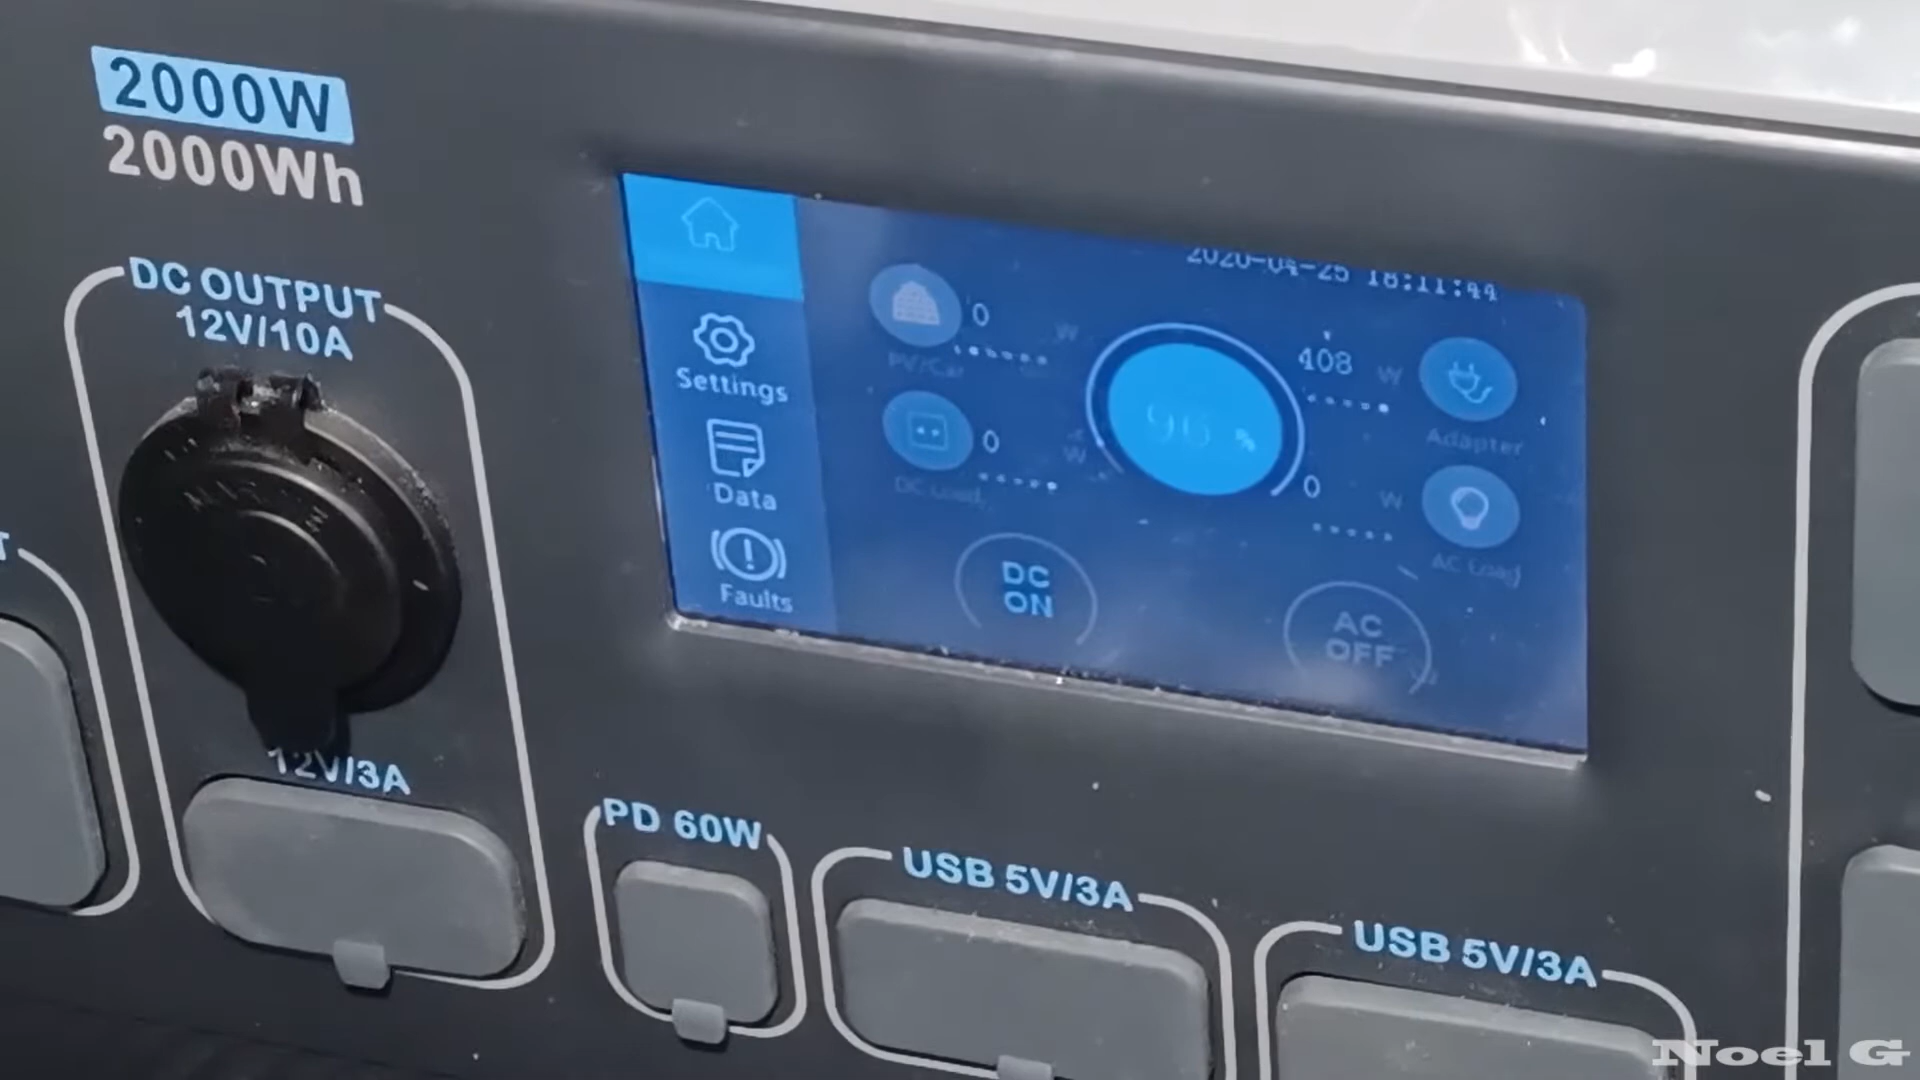 2000W
2000Wh
DC OUTPUT
12V/10A
12V/3A
PD 60W
USB 5V/3A
USB 5V/3A
2020-04-25 18:11:44
Settings
Data
Faults
0 W
PV/Car
0 W
DC Load
96 %
408 W
Adapter
0 W
AC Load
DC
ON
AC
OFF
T
Noel G